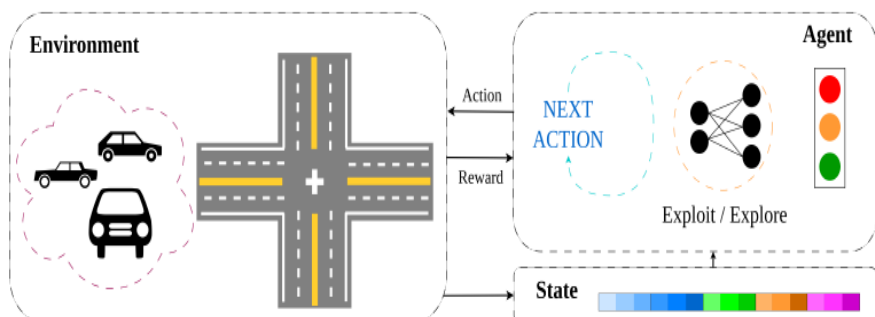 Environment
Agent
Action
NEXT
ACTION
Reward
Exploit / Explore
State